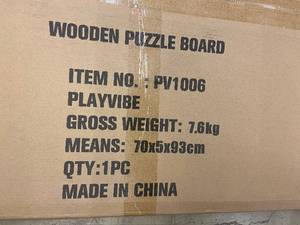 WOODEN PUZZLE BOARD
ITEM NO. : PV1006
PLAYVIBE
GROSS WEIGHT: 7.6kg
MEANS: 70x5x93cm
QTY:1PC
MADE IN CHINA